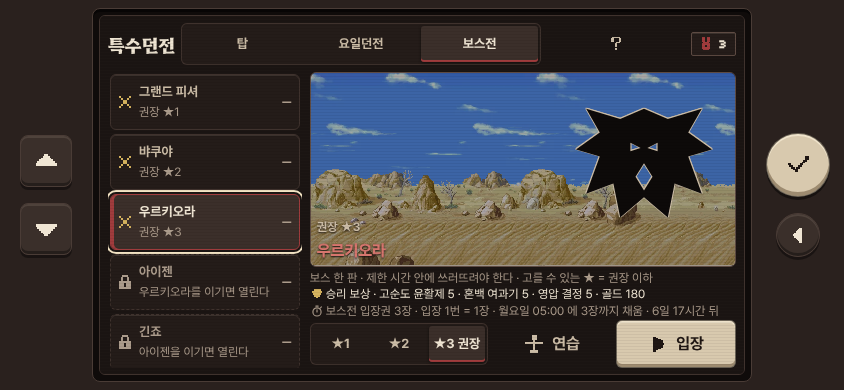 특수던전
탑
요일던전
보스전
?
3
그랜드 피셔
권장 ★1
뱌쿠야
권장 ★2
우르키오라
권장 ★3
아이젠
우르키오라를 이기면 열린다
긴죠
아이젠을 이기면 열린다
권장 ★3
우르키오라
보스 한 판 · 제한 시간 안에 쓰러뜨려야 한다 · 고를 수 있는 ★ = 권장 이하
승리 보상 · 고순도 윤활제 5 · 혼백 여과기 5 · 영압 결정 5 · 골드 180
보스전 입장권 3장 · 입장 1번 = 1장 · 월요일 05:00 에 3장까지 채움 · 6일 17시간 뒤
★1
★2
★3 권장
연습
입장